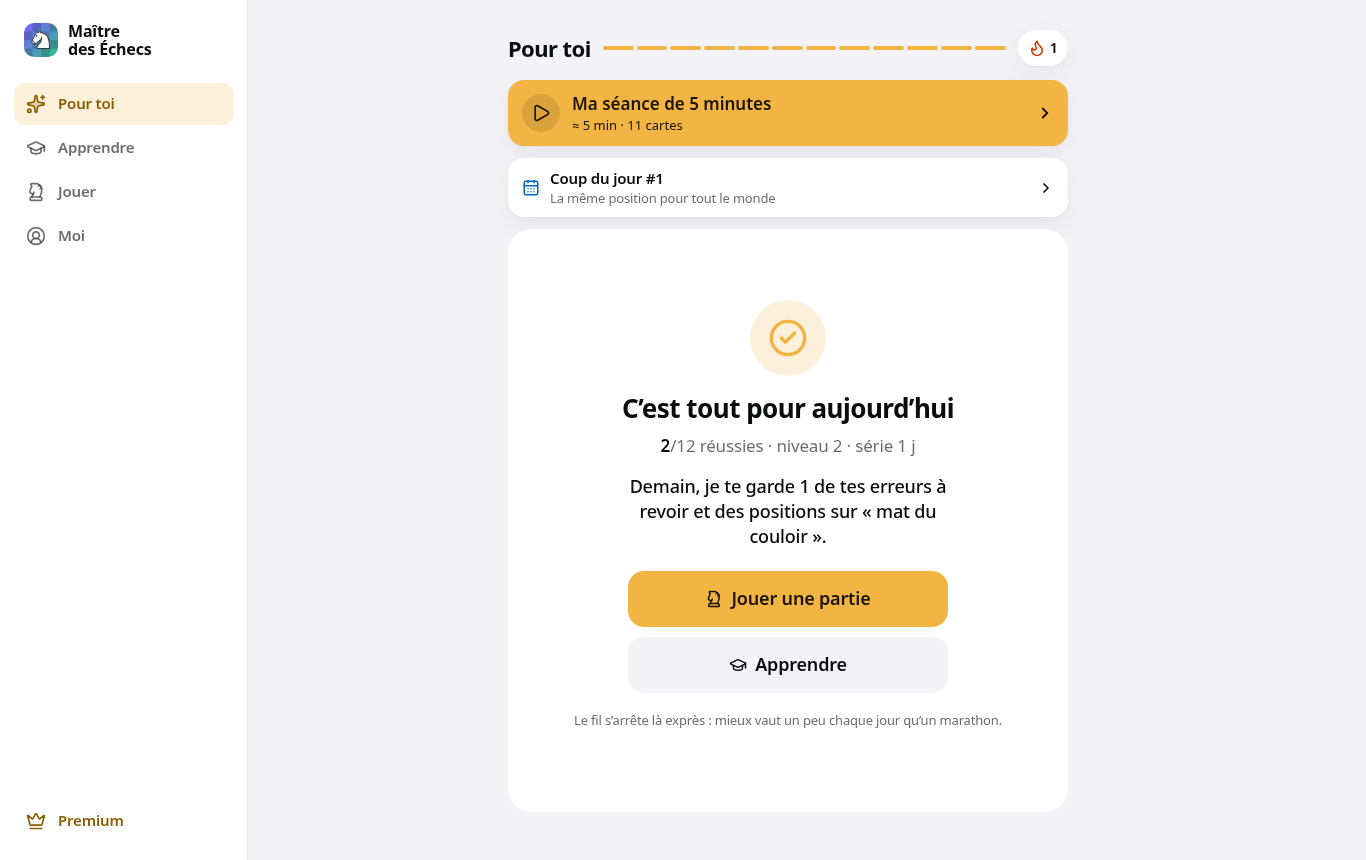 Maître
des Échecs
Pour toi
Apprendre
Jouer
Moi
Premium
Pour toi
1
Ma séance de 5 minutes
≈ 5 min · 11 cartes
Coup du jour #1
La même position pour tout le monde
C’est tout pour aujourd’hui
2/12 réussies · niveau 2 · série 1 j
Demain, je te garde 1 de tes erreurs à
revoir et des positions sur « mat du
couloir ».
Jouer une partie
Apprendre
Le fil s’arrête là exprès : mieux vaut un peu chaque jour qu’un marathon.